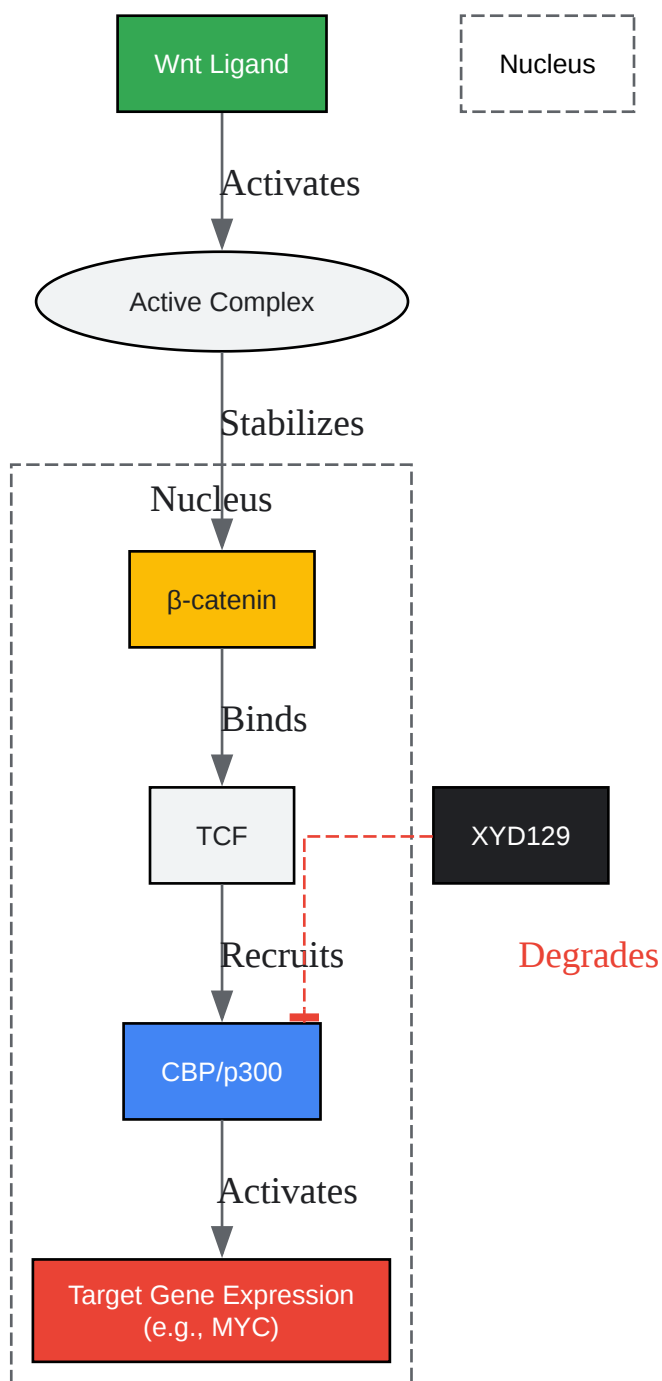 Wnt Ligand
Nucleus
Activates
Active Complex
Stabilizes
Nucleus
β-catenin
Binds
TCF
XYD129
Recruits
Degrades
CBP/p300
Activates
Target Gene Expression
(e.g., MYC)